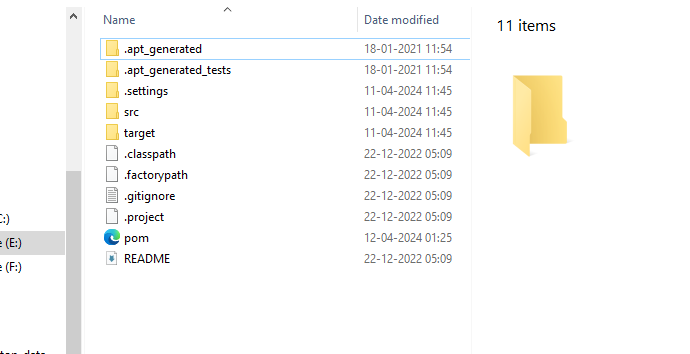 Name Date modified
11 items
.apt_generated 18-01-2021 11:54
.apt_generated_tests 18-01-2021 11:54
.settings 11-04-2024 11:45
src 11-04-2024 11:45
target 11-04-2024 11:45
.classpath 22-12-2022 05:09
.factorypath 22-12-2022 05:09
.gitignore 22-12-2022 05:09
.project 22-12-2022 05:09
pom 12-04-2024 01:25
README 22-12-2022 05:09
C:)
e (E:)
e (F:)